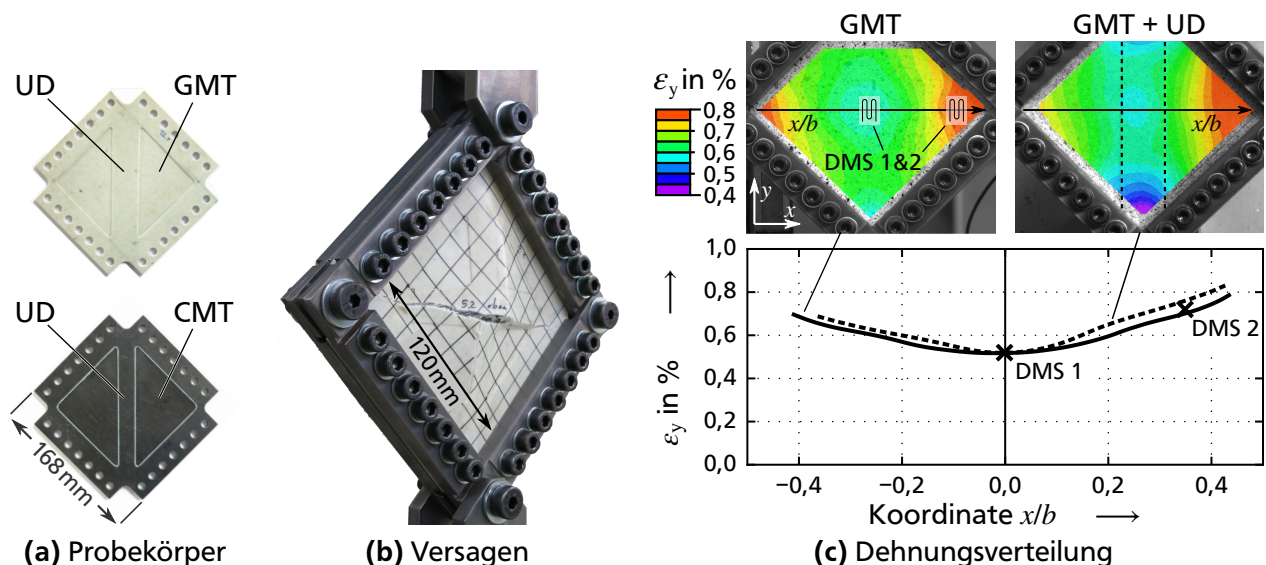 UD GMT
UD CMT
168 mm
(a) Probekörper
120 mm
(b) Versagen
GMT
GMT + UD
εy in %
0,8
0,7
0,6
0,5
0,4
x/b
DMS 1&2
y
x
x/b
1,0
0,8
0,6
0,4
0,2
0,0
εy in %
DMS 1
DMS 2
−0,4 −0,2 0,0 0,2 0,4
Koordinate x/b
(c) Dehnungsverteilung